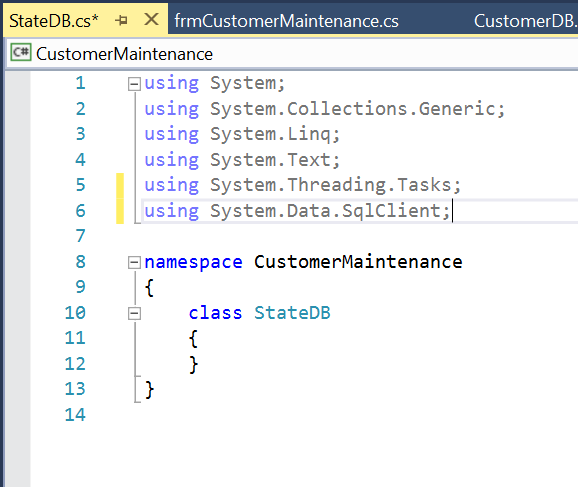 StateDB.cs* frmCustomerMaintenance.cs CustomerDB.
C# CustomerMaintenance
1 using System;
2 using System.Collections.Generic;
3 using System.Linq;
4 using System.Text;
5 using System.Threading.Tasks;
6 using System.Data.SqlClient;
7
8 namespace CustomerMaintenance
9 {
10 class StateDB
11 {
12 }
13 }
14